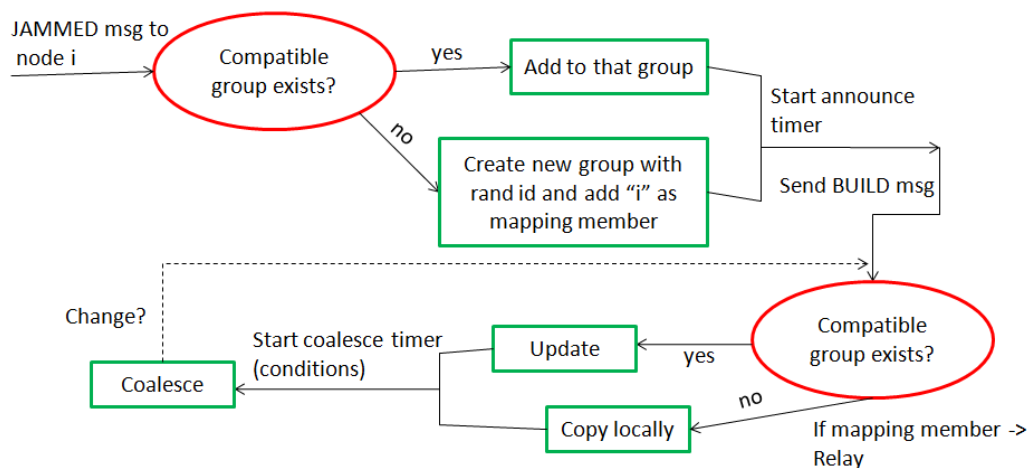 JAMMED msg to
node i
Compatible
group exists?
yes
Add to that group
no
Create new group with
rand id and add “i” as
mapping member
Start announce
timer
Send BUILD msg
Compatible
group exists?
yes
Update
no
Copy locally
If mapping member ->
Relay
Start coalesce timer
(conditions)
Coalesce
Change?